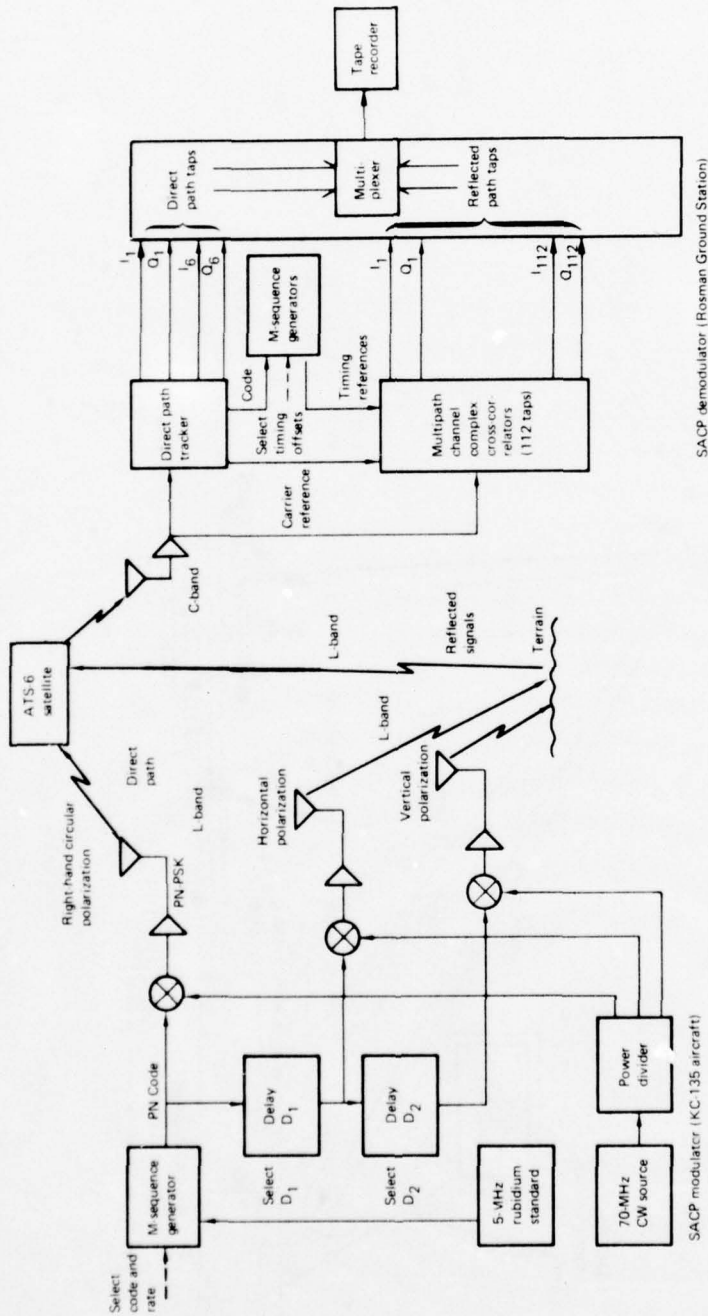 Select
code and
rate
M-sequence
generator
PN Code
Delay
D1
Select
D1
Delay
D2
Select
D2
5-MHz
rubidium
standard
70-MHz
CW source
Power
divider
SACP modulator (KC-135 aircraft)
PN-PSK
Right hand circular
polarization
Direct
path
L-band
Horizontal
polarization
Vertical
polarization
L-band
Terrain
Reflected
signals
L-band
ATS-6
satellite
C-band
Direct path
tracker
Carrier
reference
Code
Select
timing
offsets
M-sequence
generators
Timing
references
Multipath
channel
complex
cross-cor-
relators
(112 taps)
I1
Q1
I6
Q6
Direct
path taps
Multi-
plexer
Reflected
path taps
I1
Q1
I112
Q112
Tape
recorder
SACP demodulator (Rosman Ground Station)